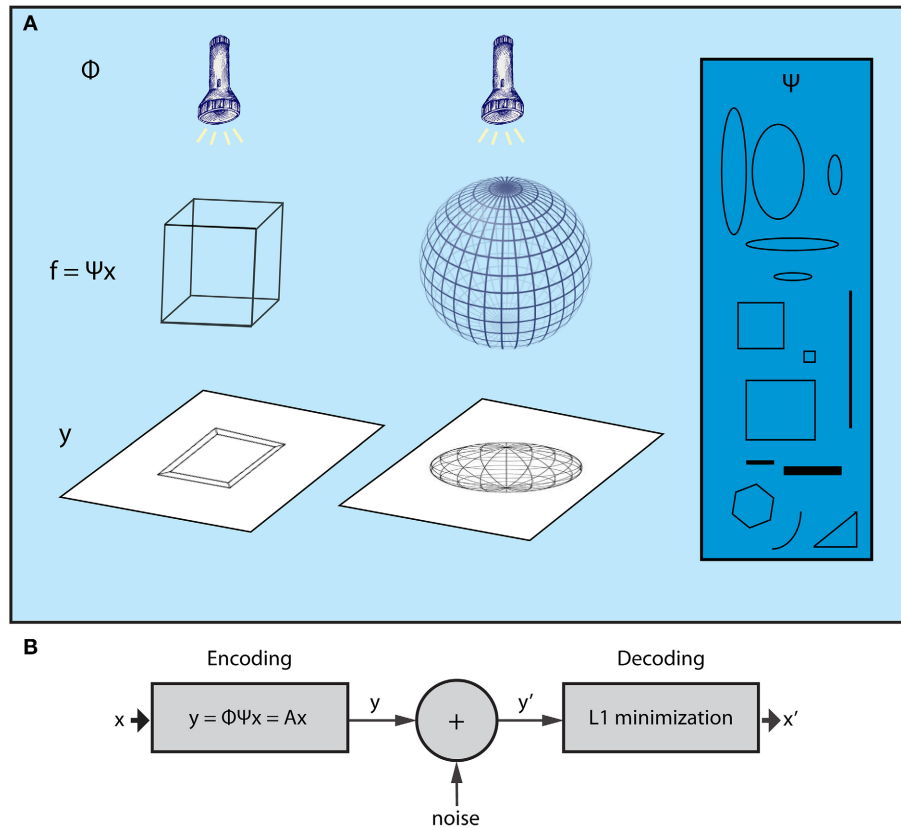 A
Φ
Ψ
f = Ψx
y
B
Encoding
Decoding
x
y = ΦΨx = Ax
y
+
y’
L1 minimization
x’
noise